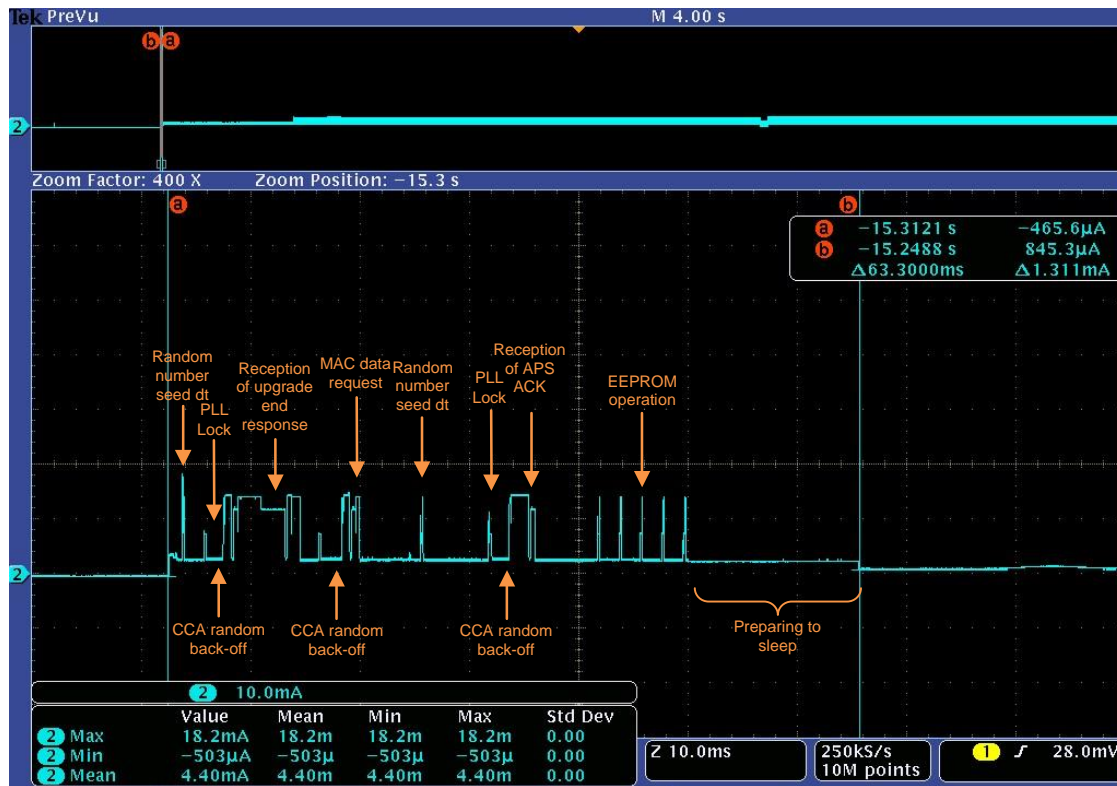 Tek PreVu M 4.00 s
b a
2
Zoom Factor: 400 X Zoom Position: −15.3 s
a b
a −15.3121 s −465.6µA
b −15.2488 s 845.3µA
Δ63.3000ms Δ1.311mA
Random
number
seed dt
PLL
Lock
Reception
of upgrade
end
response
MAC data
request
Random
number
seed dt
PLL
Lock
Reception
of APS
ACK
EEPROM
operation
2
CCA random
back-off
CCA random
back-off
CCA random
back-off
Preparing to
sleep
2 10.0mA
Value Mean Min Max Std Dev
2 Max 18.2mA 18.2m 18.2m 18.2m 0.00
2 Min −503µA −503µ −503µ −503µ 0.00
2 Mean 4.40mA 4.40m 4.40m 4.40m 0.00
Z 10.0ms
250kS/s
10M points
1 28.0mV